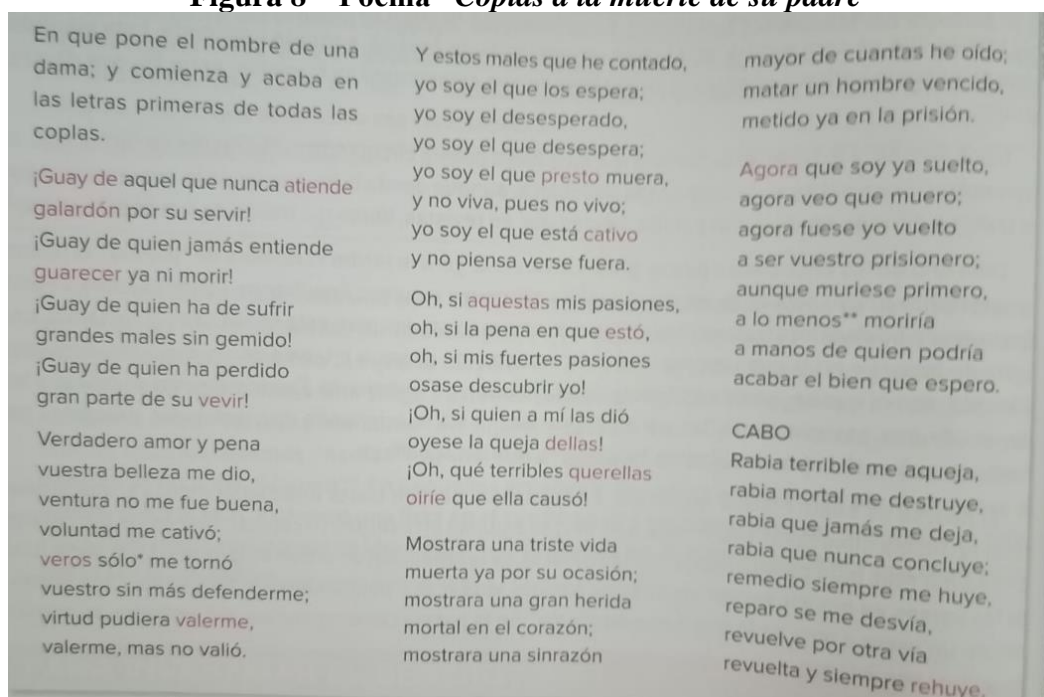 Figura 8 – Poema "Coplas a la muerte de su padre"
En que pone el nombre de una
dama; y comienza y acaba en
las letras primeras de todas las
coplas.
¡Guay de aquel que nunca atiende
galardón por su servir!
¡Guay de quien jamás entiende
guarecer ya ni morir!
¡Guay de quien ha de sufrir
grandes males sin gemido!
¡Guay de quien ha perdido
gran parte de su vevir!
Verdadero amor y pena
vuestra belleza me dio,
ventura no me fue buena,
voluntad me cativó;
veros sólo* me tornó
vuestro sin más defenderme;
virtud pudiera valerme,
valerme, mas no valió.
Y estos males que he contado,
yo soy el que los espera;
yo soy el desesperado,
yo soy el que desespera;
yo soy el que presto muera,
y no viva, pues no vivo;
yo soy el que está cativo
y no piensa verse fuera.
Oh, si aquestas mis pasiones,
oh, si la pena en que estó,
oh, si mis fuertes pasiones
osase descubrir yo!
¡Oh, si quien a mí las dió
oyese la queja dellas!
¡Oh, qué terribles querellas
oiríe que ella causó!
Mostrara una triste vida
muerta ya por su ocasión;
mostrara una gran herida
mortal en el corazón;
mostrara una sinrazón
mayor de cuantas he oído;
matar un hombre vencido,
metido ya en la prisión.
Agora que soy ya suelto,
agora veo que muero;
agora fuese yo vuelto
a ser vuestro prisionero;
aunque muriese primero,
a lo menos** moriría
a manos de quien podría
acabar el bien que espero.
CABO
Rabia terrible me aqueja,
rabia mortal me destruye,
rabia que jamás me deja,
rabia que nunca concluye;
remedio siempre me huye,
reparo se me desvía,
revuelve por otra vía
revuelta y siempre rehuye.